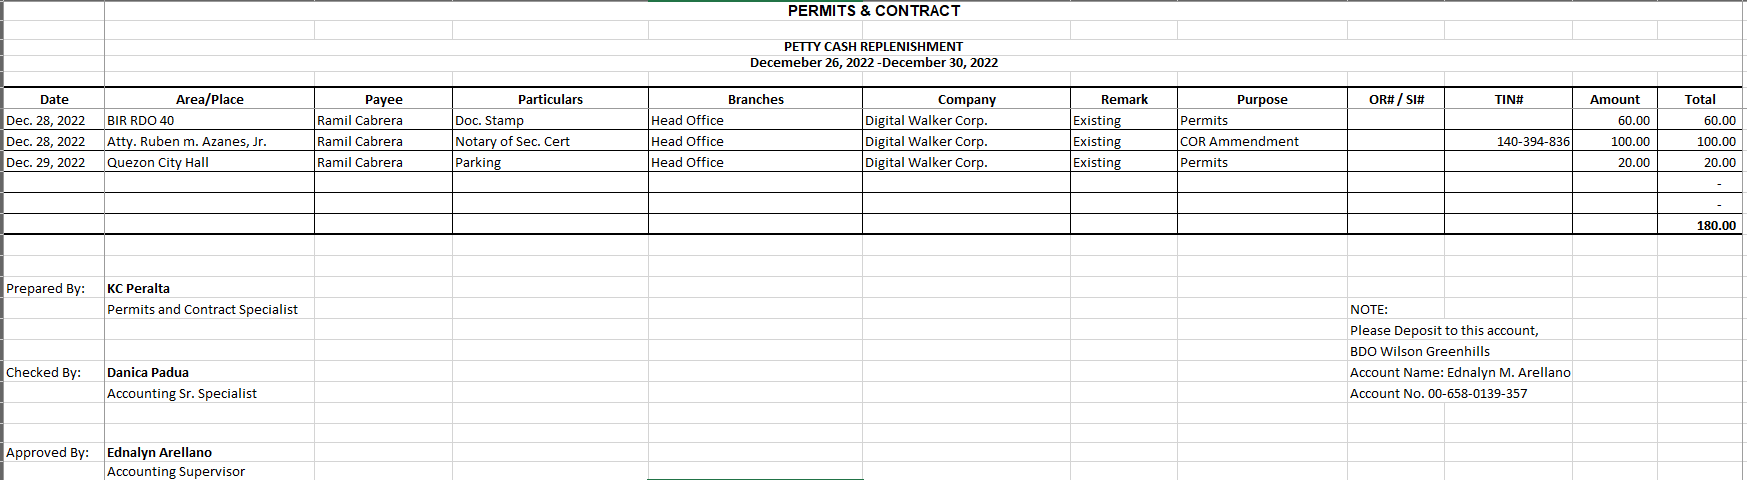 PERMITS & CONTRACT
PETTY CASH REPLENISHMENT
Decemeber 26, 2022 -December 30, 2022
Date Area/Place Payee Particulars Branches Company Remark Purpose OR# / SI# TIN# Amount Total
Dec. 28, 2022 BIR RDO 40 Ramil Cabrera Doc. Stamp Head Office Digital Walker Corp. Existing Permits 60.00 60.00
Dec. 28, 2022 Atty. Ruben m. Azanes, Jr. Ramil Cabrera Notary of Sec. Cert Head Office Digital Walker Corp. Existing COR Ammendment 140-394-836 100.00 100.00
Dec. 29, 2022 Quezon City Hall Ramil Cabrera Parking Head Office Digital Walker Corp. Existing Permits 20.00 20.00
-
-
180.00
Prepared By: KC Peralta
Permits and Contract Specialist NOTE:
Please Deposit to this account,
BDO Wilson Greenhills
Checked By: Danica Padua Account Name: Ednalyn M. Arellano
Accounting Sr. Specialist Account No. 00-658-0139-357
Approved By: Ednalyn Arellano
Accounting Supervisor